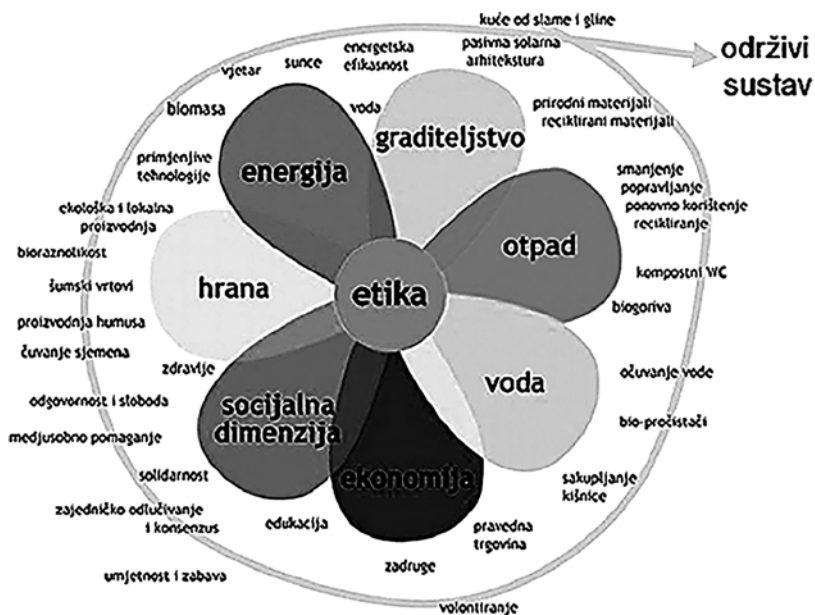 kuće od slame i gline
održivi
sustav
pasivna solarna
arhitektura
energetska
efikasnost
sunce
vjetar
biomasa
voda
prirodni materijali
reciklirani materijali
graditeljstvo
energija
primjenjive
tehnologije
smanjenje
popravljanje
ponovno korištenje
recikliranje
otpad
kompostni WC
biogoriva
ekološka i lokalna
proizvodnja
bioraznolikost
šumski vrtovi
proizvodnja humusa
čuvanje sjemena
hrana
etika
zdravlje
voda
očuvanje vode
bio-pročistači
sakupljanje
kišnice
socijalna
dimenzija
odgovornost i sloboda
medjusobno pomaganje
solidarnost
zajedničko odlučivanje
i konsenzus
edukacija
umjetnost i zabava
ekonomija
pravedna
trgovina
zadruge
volontiranje